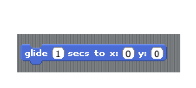 glide 1 secs to x: 0 y: 0